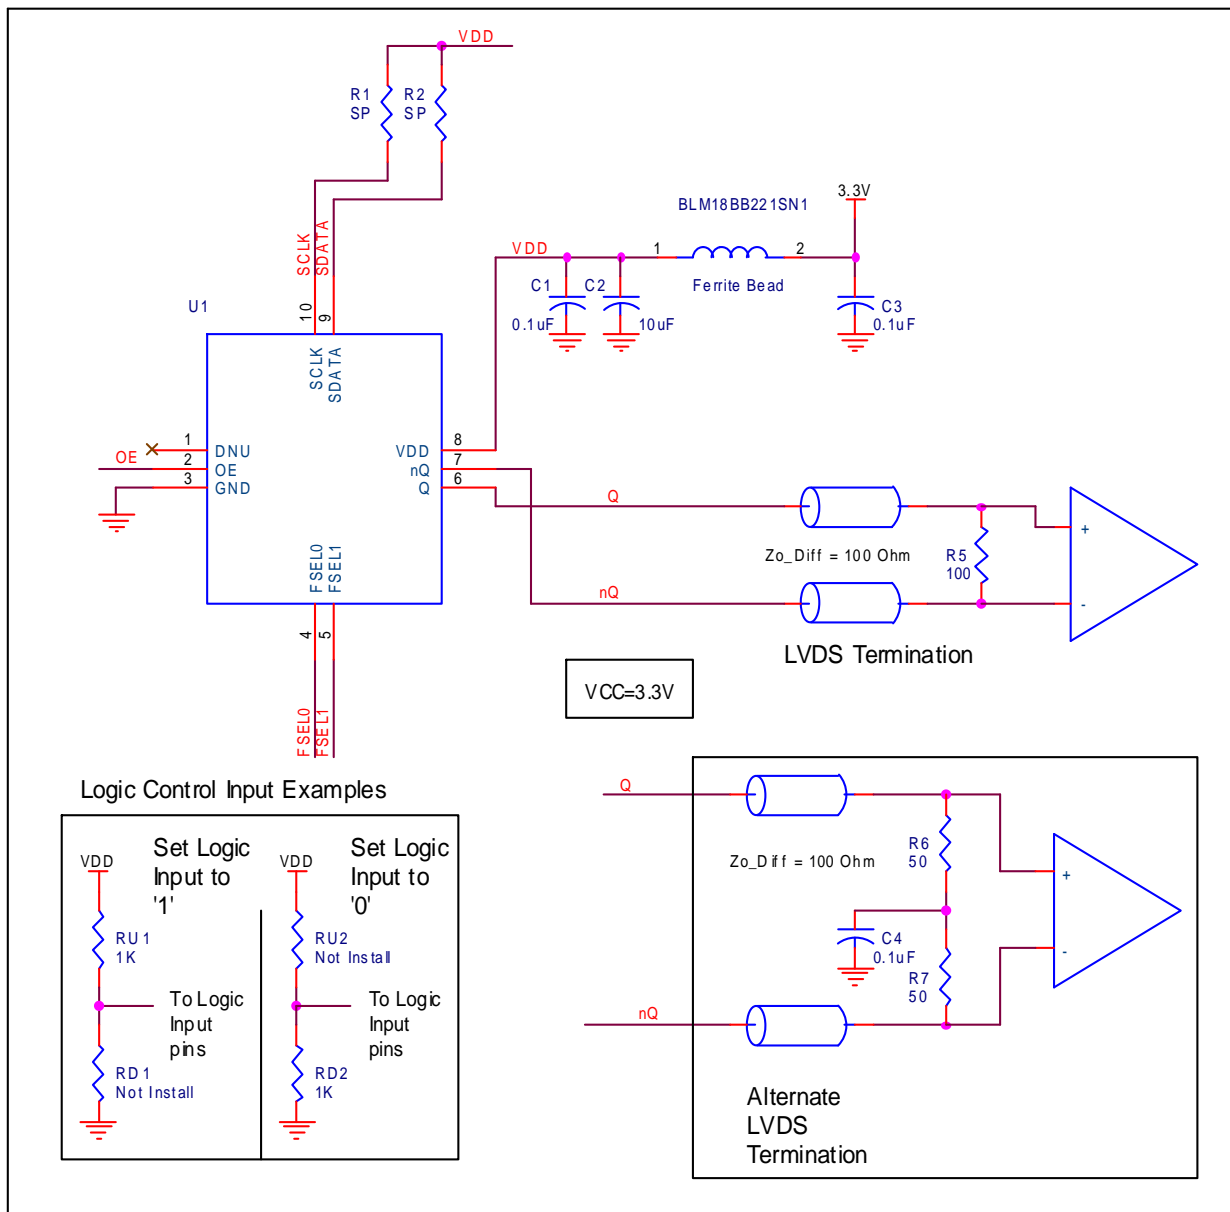 VDD
R1
SP
R2
SP
SCLK
SDATA
3.3V
BLM18BB221SN1
VDD
1
2
Ferrite Bead
C1
0.1uF
C2
10uF
C3
0.1uF
U1
10
9
SCLK
SDATA
OE
1
DNU
2
OE
3
GND
VDD
8
nQ
7
Q
6
FSEL0
FSEL1
4
5
FSEL0
FSEL1
Q
Zo_Diff = 100 Ohm
R5
100
+
-
nQ
LVDS Termination
VCC=3.3V
Logic Control Input Examples
VDD
Set Logic
Input to
'1'
RU1
1K
To Logic
Input
pins
RD1
Not Install
VDD
Set Logic
Input to
'0'
RU2
Not Install
To Logic
Input
pins
RD2
1K
Q
Zo_Diff = 100 Ohm
R6
50
+
C4
0.1uF
-
R7
50
nQ
Alternate
LVDS
Termination